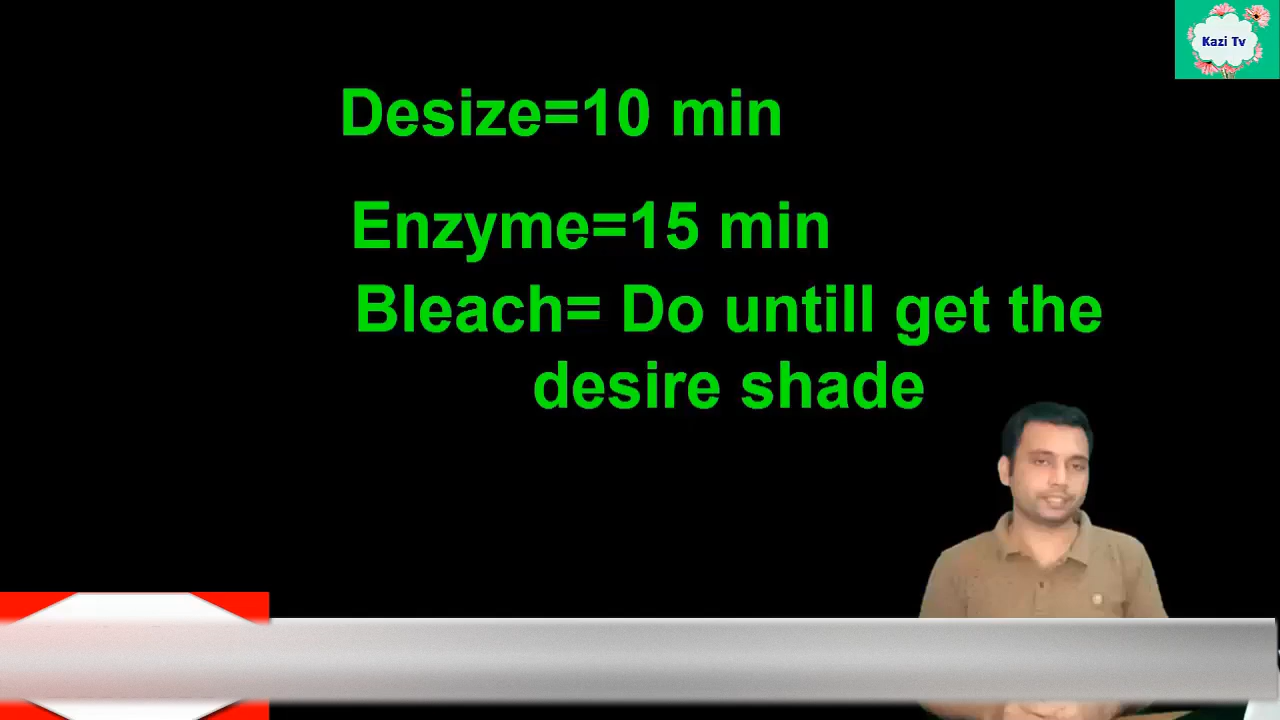 Kazi Tv
Desize=10 min
Enzyme=15 min
Bleach= Do untill get the
desire shade